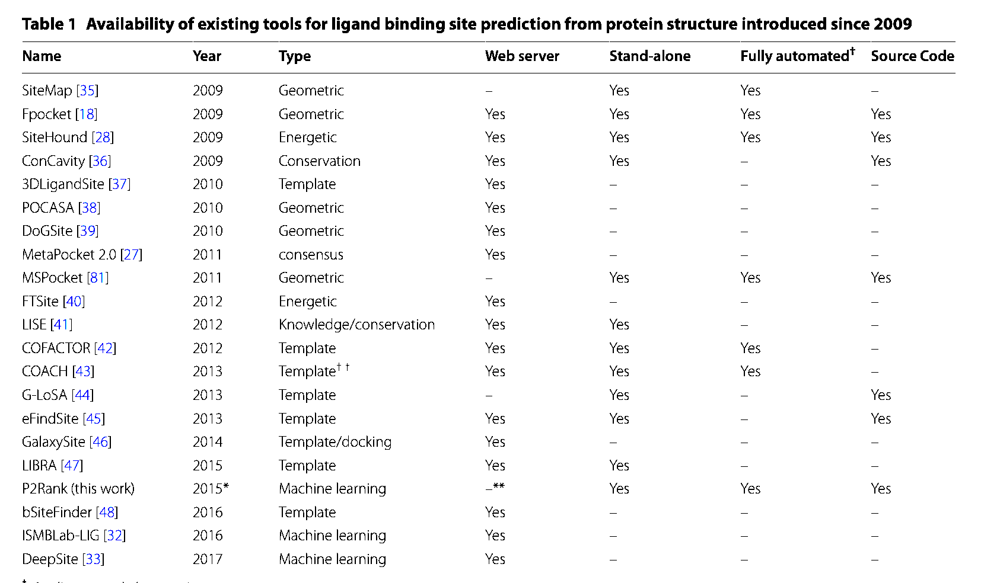 Table 1 Availability of existing tools for ligand binding site prediction from protein structure introduced since 2009
Name Year Type Web server Stand-alone Fully automated† Source Code
SiteMap [35] 2009 Geometric – Yes Yes –
Fpocket [18] 2009 Geometric Yes Yes Yes Yes
SiteHound [28] 2009 Energetic Yes Yes Yes Yes
ConCavity [36] 2009 Conservation Yes Yes – Yes
3DLigandSite [37] 2010 Template Yes – – –
POCASA [38] 2010 Geometric Yes – – –
DoGSite [39] 2010 Geometric Yes – – –
MetaPocket 2.0 [27] 2011 consensus Yes – – –
MSPocket [81] 2011 Geometric – Yes Yes Yes
FTSite [40] 2012 Energetic Yes – – –
LISE [41] 2012 Knowledge/conservation Yes Yes – –
COFACTOR [42] 2012 Template Yes Yes Yes –
COACH [43] 2013 Template† † Yes Yes Yes –
G-LoSA [44] 2013 Template – Yes – Yes
eFindSite [45] 2013 Template Yes Yes – Yes
GalaxySite [46] 2014 Template/docking Yes – – –
LIBRA [47] 2015 Template Yes Yes – –
P2Rank (this work) 2015* Machine learning –** Yes Yes Yes
bSiteFinder [48] 2016 Template Yes – – –
ISMBLab-LIG [32] 2016 Machine learning Yes – – –
DeepSite [33] 2017 Machine learning Yes – – –